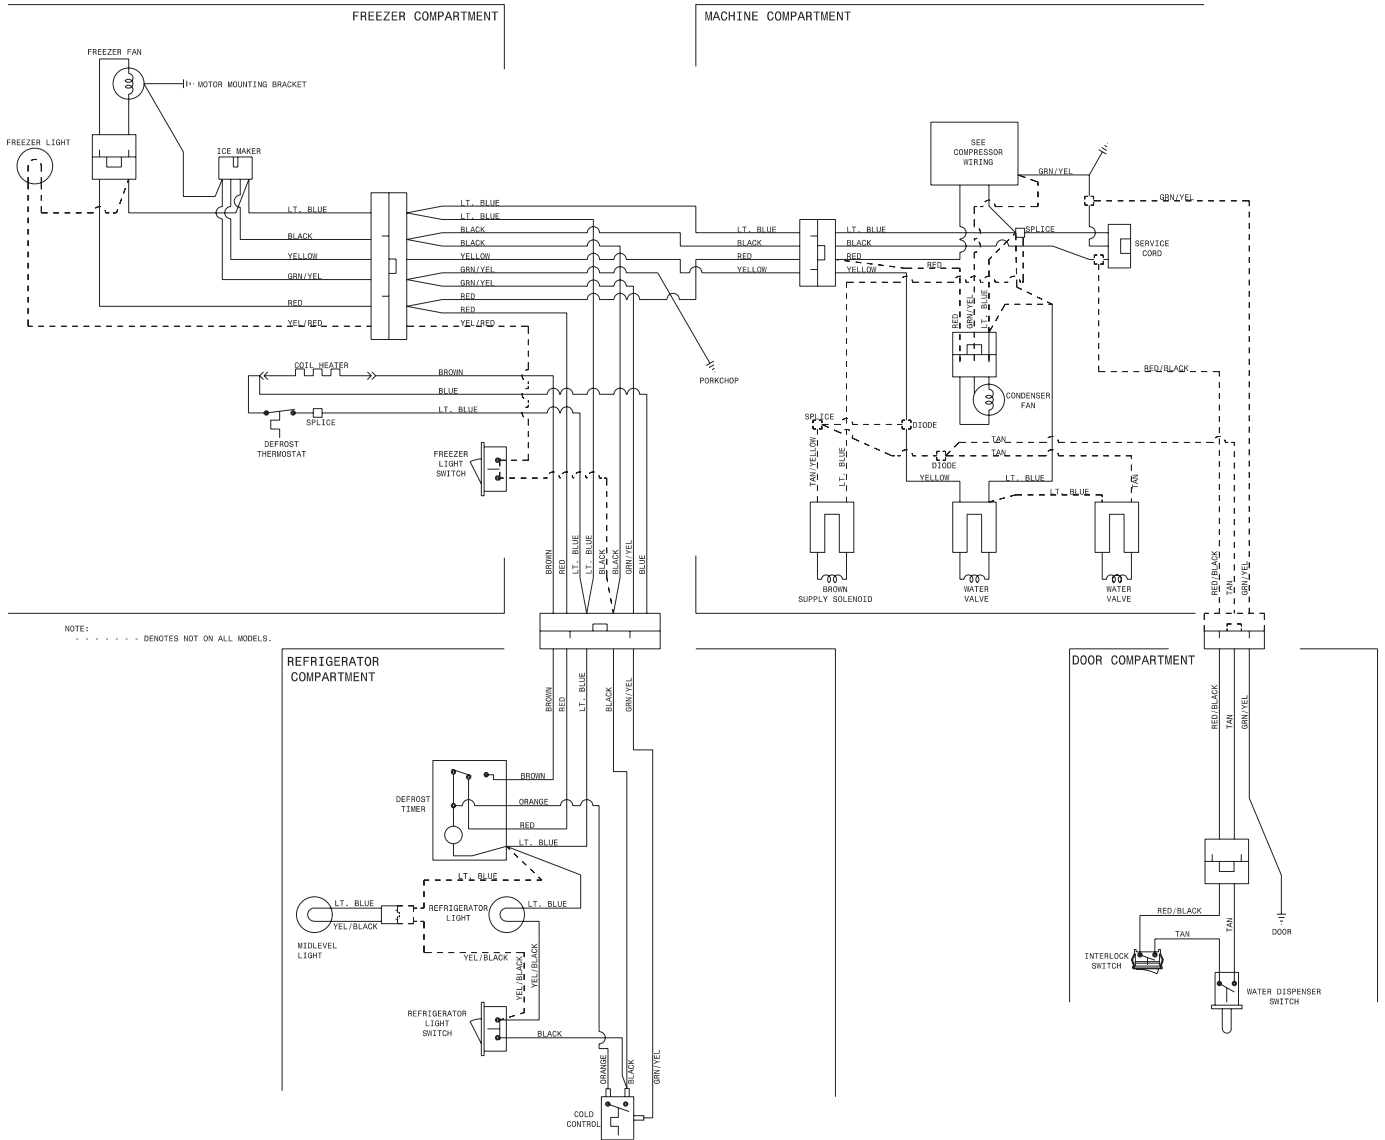 FREEZER COMPARTMENT
MACHINE COMPARTMENT
FREEZER FAN
MOTOR MOUNTING BRACKET
FREEZER LIGHT
ICE MAKER
SEE
COMPRESSOR
WIRING
GRN/YEL
GRN/YEL
LT. BLUE
BLACK
YELLOW
GRN/YEL
RED
YEL/RED
LT. BLUE
LT. BLUE
BLACK
BLACK
YELLOW
GRN/YEL
GRN/YEL
RED
RED
YEL/RED
LT. BLUE
BLACK
RED
YELLOW
LT. BLUE
BLACK
RED
YELLOW
RED
SPLICE
SERVICE
CORD
RED
GRN/YEL
LT. BLUE
PORKCHOP
RED/BLACK
COIL HEATER
BROWN
BLUE
LT. BLUE
SPLICE
DEFROST
THERMOSTAT
CONDENSER
FAN
SPLICE
DIODE
TAN
TAN
DIODE
FREEZER
LIGHT
SWITCH
TAN/YELLOW
LT. BLUE
YELLOW
LT. BLUE
LT. BLUE
TAN
BROWN
RED
LT. BLUE
LT. BLUE
BLACK
BLACK
GRN/YEL
BLUE
BROWN
SUPPLY SOLENOID
WATER
VALVE
WATER
VALVE
RED/BLACK
TAN
GRN/YEL
NOTE:
- - - - - - - DENOTES NOT ON ALL MODELS.
REFRIGERATOR
COMPARTMENT
DOOR COMPARTMENT
BROWN
RED
LT. BLUE
BLACK
GRN/YEL
RED/BLACK
TAN
GRN/YEL
DEFROST
TIMER
BROWN
ORANGE
RED
LT. BLUE
LT. BLUE
LT. BLUE
YEL/BLACK
MIDLEVEL
LIGHT
REFRIGERATOR
LIGHT
LT. BLUE
YEL/BLACK
YEL/BLACK
YEL/BLACK
REFRIGERATOR
LIGHT
SWITCH
BLACK
ORANGE
BLACK
GRN/YEL
COLD
CONTROL
RED/BLACK
TAN
TAN
DOOR
INTERLOCK
SWITCH
WATER DISPENSER
SWITCH